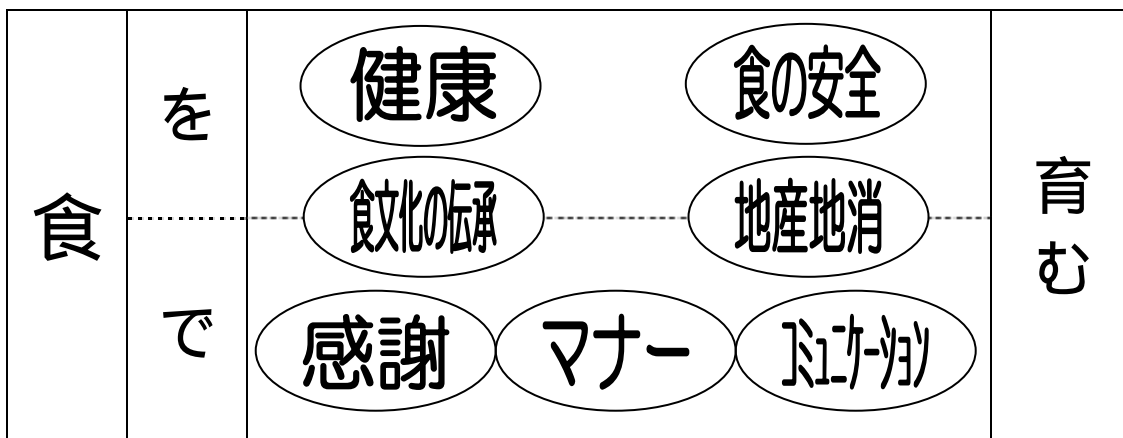 食
を
で
健康
食の安全
食文化の伝承
地産地消
感謝
マナー
コミュニケーション
育む